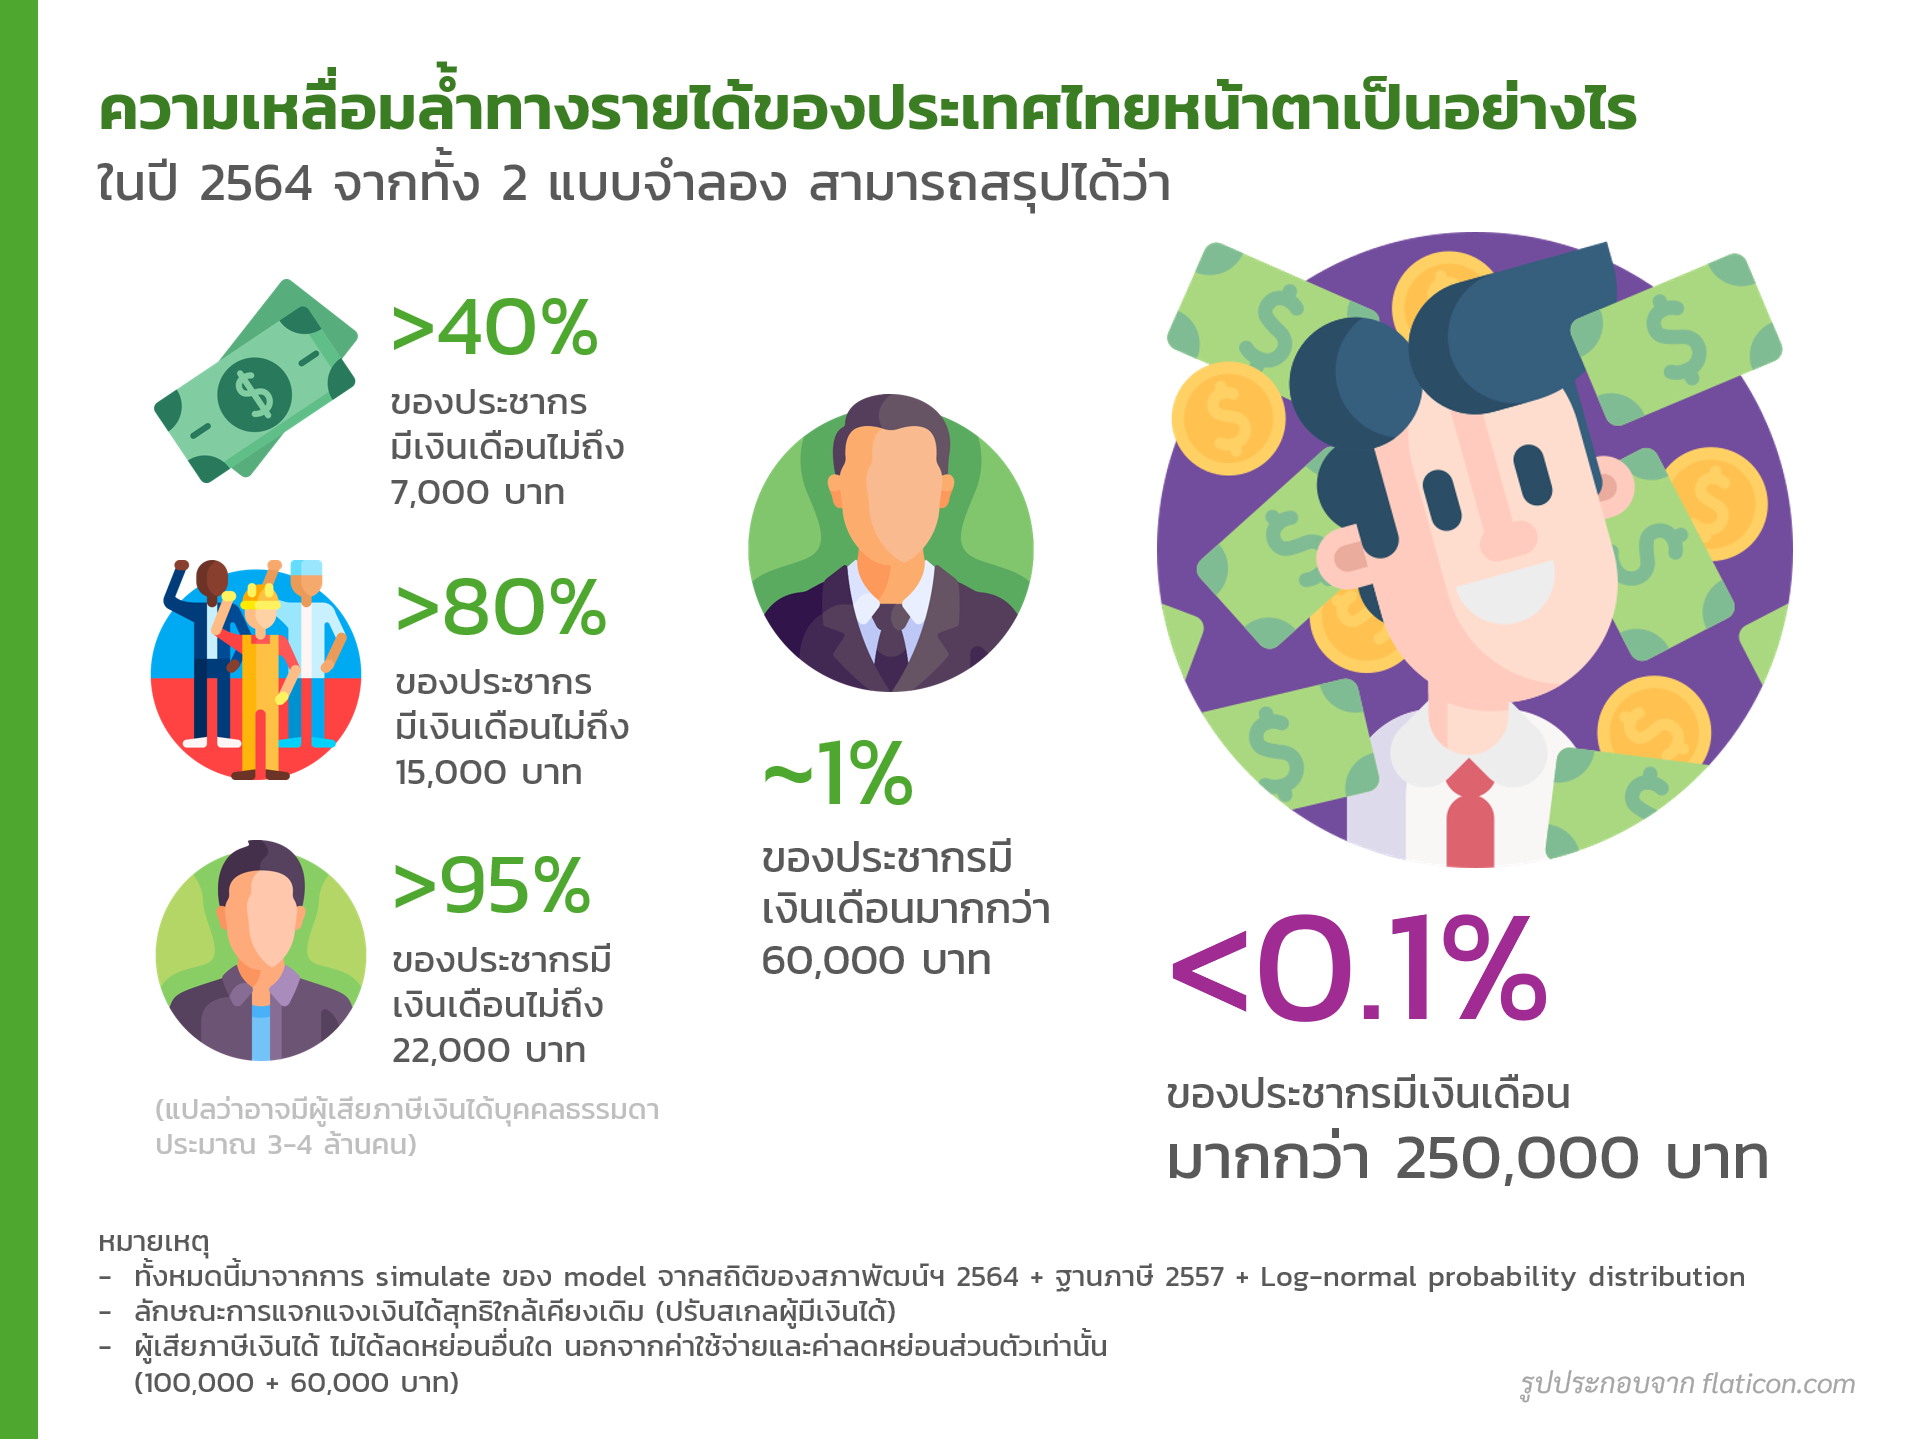 ความเหลื่อมล้ำทางรายได้ของประเทศไทยหน้าตาเป็นอย่างไร
ในปี 2564 จากทั้ง 2 แบบจำลอง สามารถสรุปได้ว่า
>40%
ของประชากร
มีเงินเดือนไม่ถึง
7,000 บาท
>80%
ของประชากร
มีเงินเดือนไม่ถึง
15,000 บาท
>95%
ของประชากรมี
เงินเดือนไม่ถึง
22,000 บาท
(แปลว่าอาจมีผู้เสียภาษีเงินได้บุคคลธรรมดา
ประมาณ 3-4 ล้านคน)
~1%
ของประชากรมี
เงินเดือนมากกว่า
60,000 บาท
<0.1%
ของประชากรมีเงินเดือน
มากกว่า 250,000 บาท
หมายเหตุ
- ทั้งหมดนี้มาจากการ simulate ของ model จากสถิติของสภาพัฒน์ฯ 2564 + ฐานภาษี 2557 + Log-normal probability distribution
- ลักษณะการแจกแจงเงินได้สุทธิใกล้เคียงเดิม (ปรับสเกลผู้มีเงินได้)
- ผู้เสียภาษีเงินได้ ไม่ได้ลดหย่อนอื่นใด นอกจากค่าใช้จ่ายและค่าลดหย่อนส่วนตัวเท่านั้น
(100,000 + 60,000 บาท)
รูปประกอบจาก flaticon.com